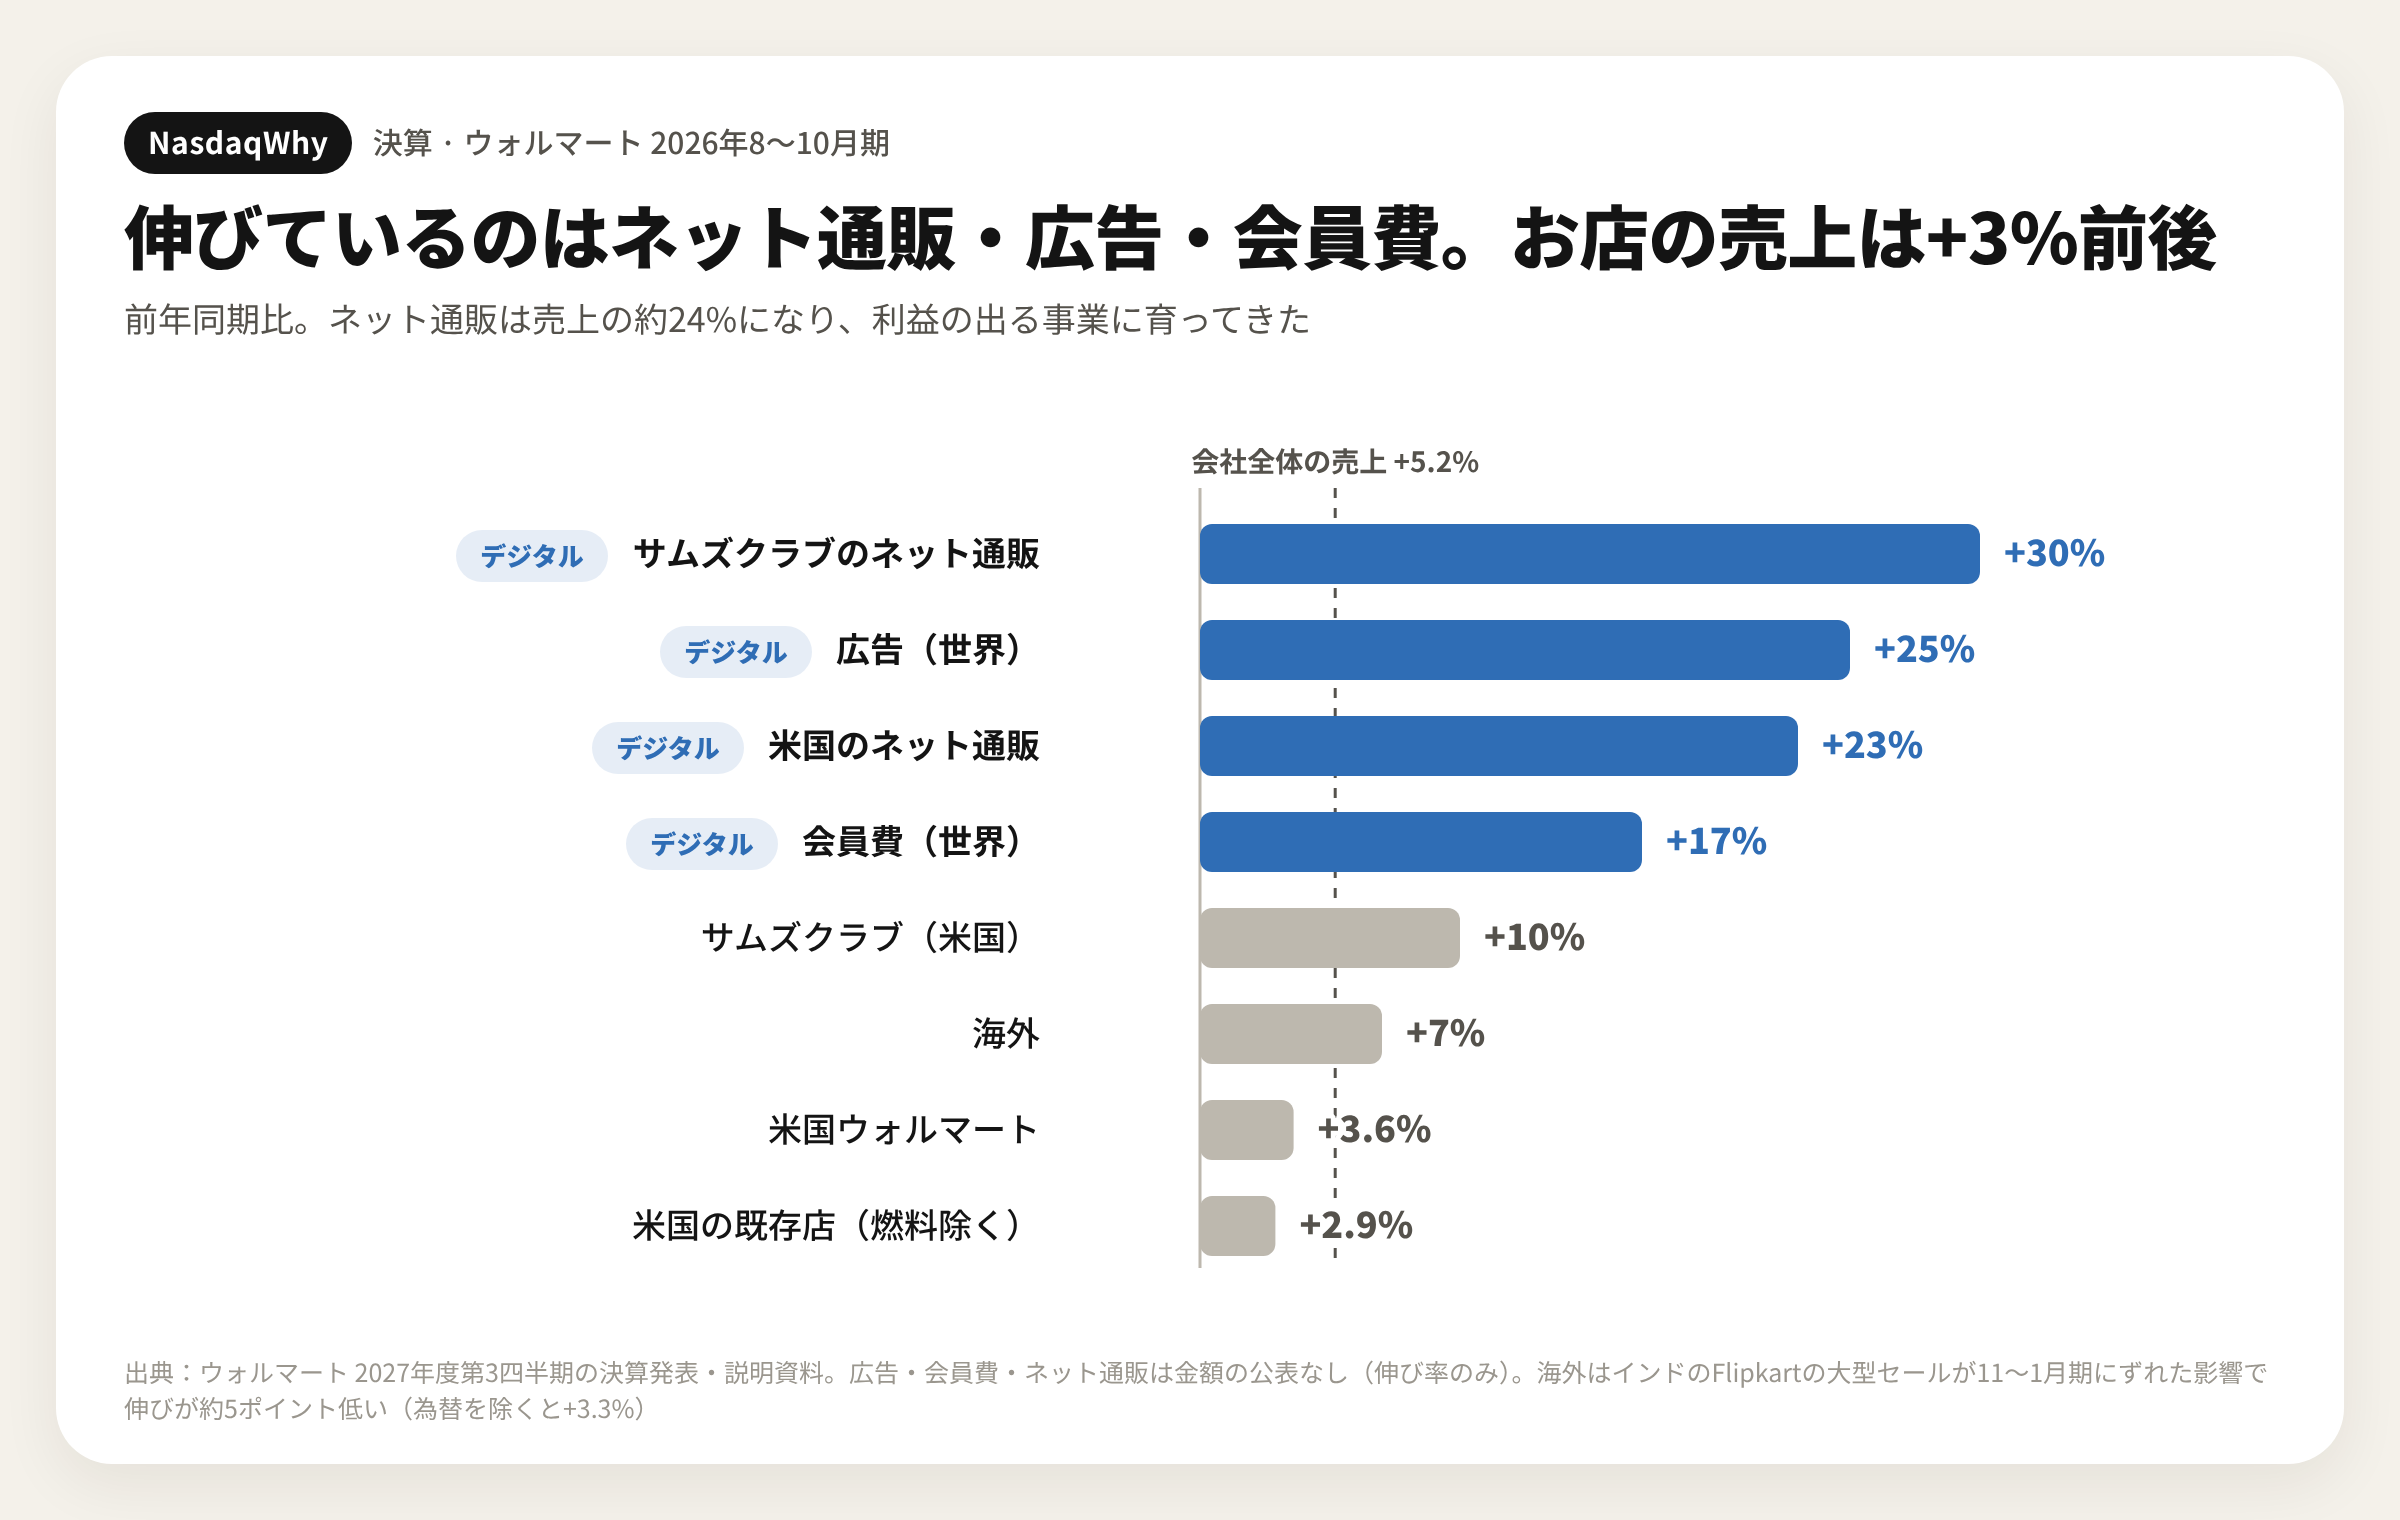 NasdaqWhy 決算・ウォルマート 2026年8〜10月期
伸びているのはネット通販・広告・会員費。お店の売上は+3%前後
前年同期比。ネット通販は売上の約24%になり、利益の出る事業に育ってきた
会社全体の売上 +5.2%
デジタル サムズクラブのネット通販 +30%
デジタル 広告（世界） +25%
デジタル 米国のネット通販 +23%
デジタル 会員費（世界） +17%
サムズクラブ（米国） +10%
海外 +7%
米国ウォルマート +3.6%
米国の既存店（燃料除く） +2.9%
出典：ウォルマート 2027年度第3四半期の決算発表・説明資料。広告・会員費・ネット通販は金額の公表なし（伸び率のみ）。海外はインドのFlipkartの大型セールが11〜1月期にずれた影響で
伸びが約5ポイント低い（為替を除くと+3.3%）